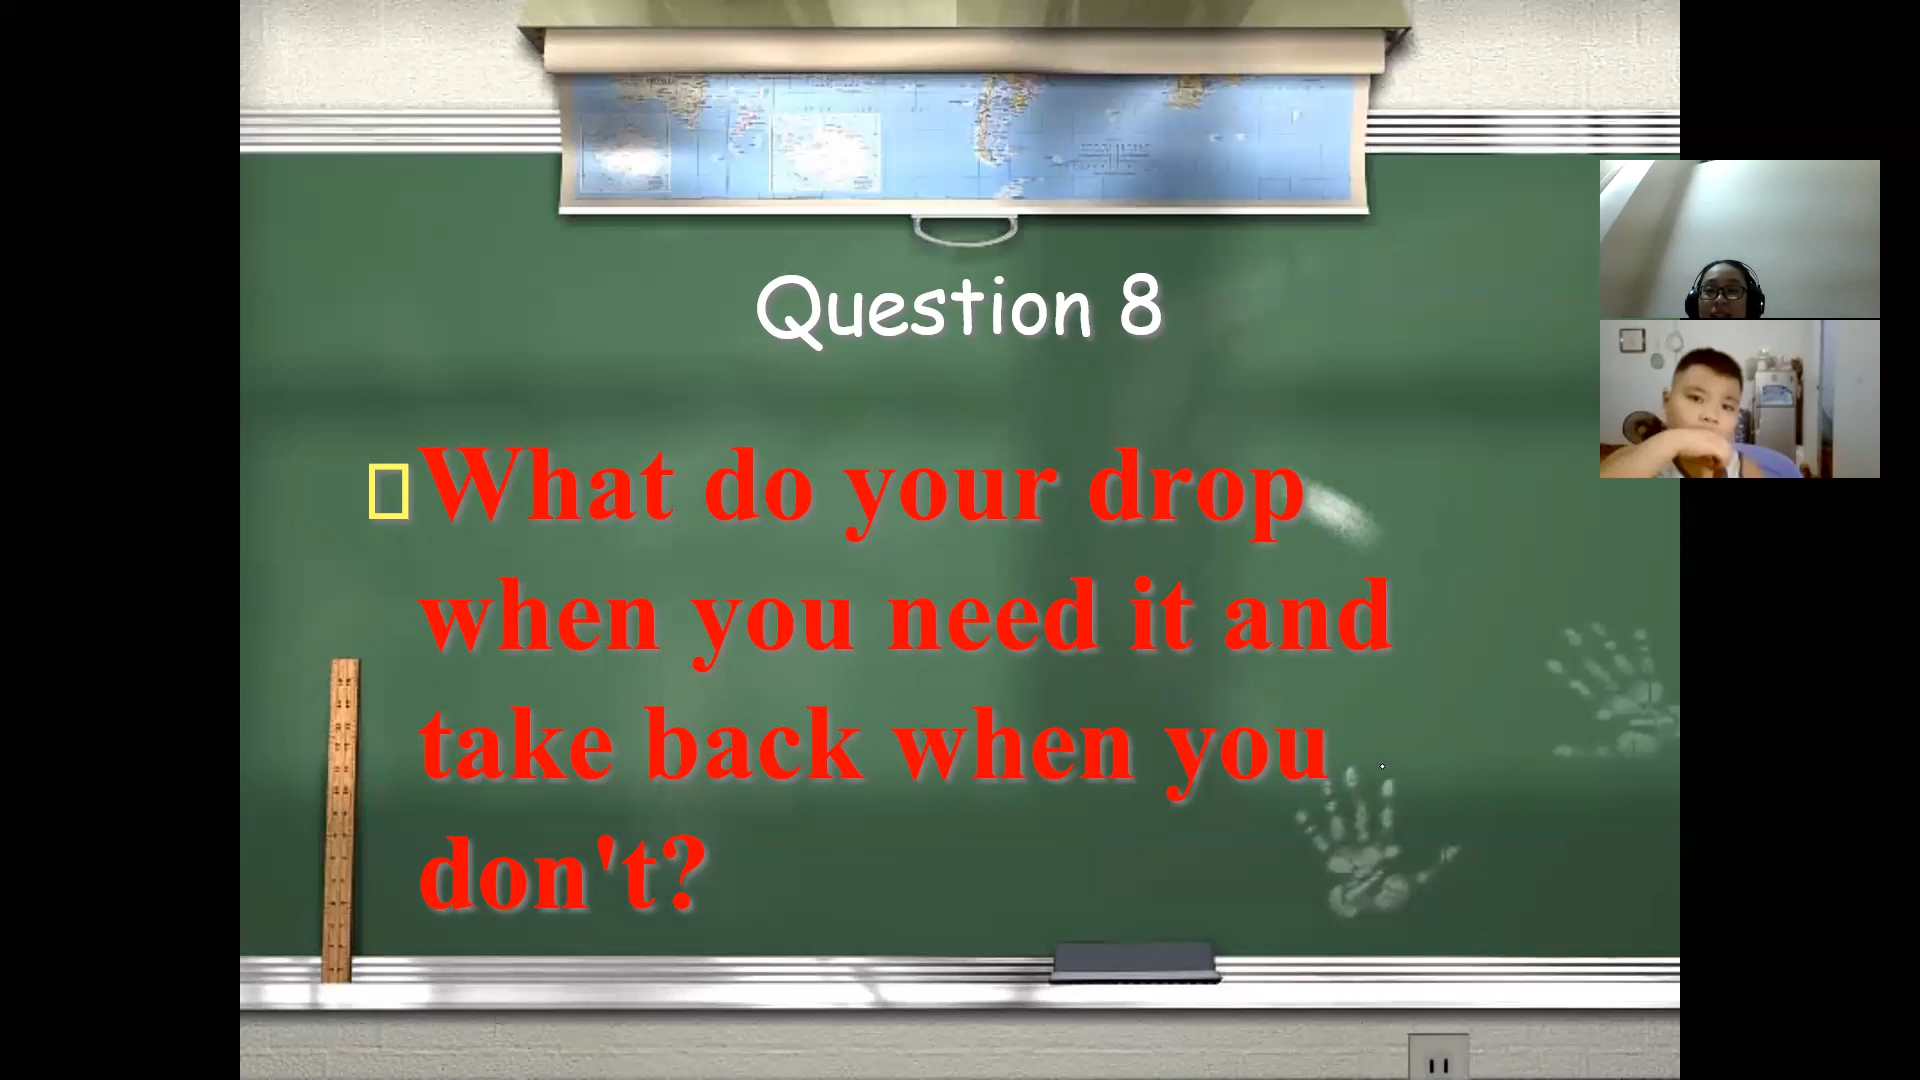 Question 8
What do your drop
when you need it and
take back when you
don't?